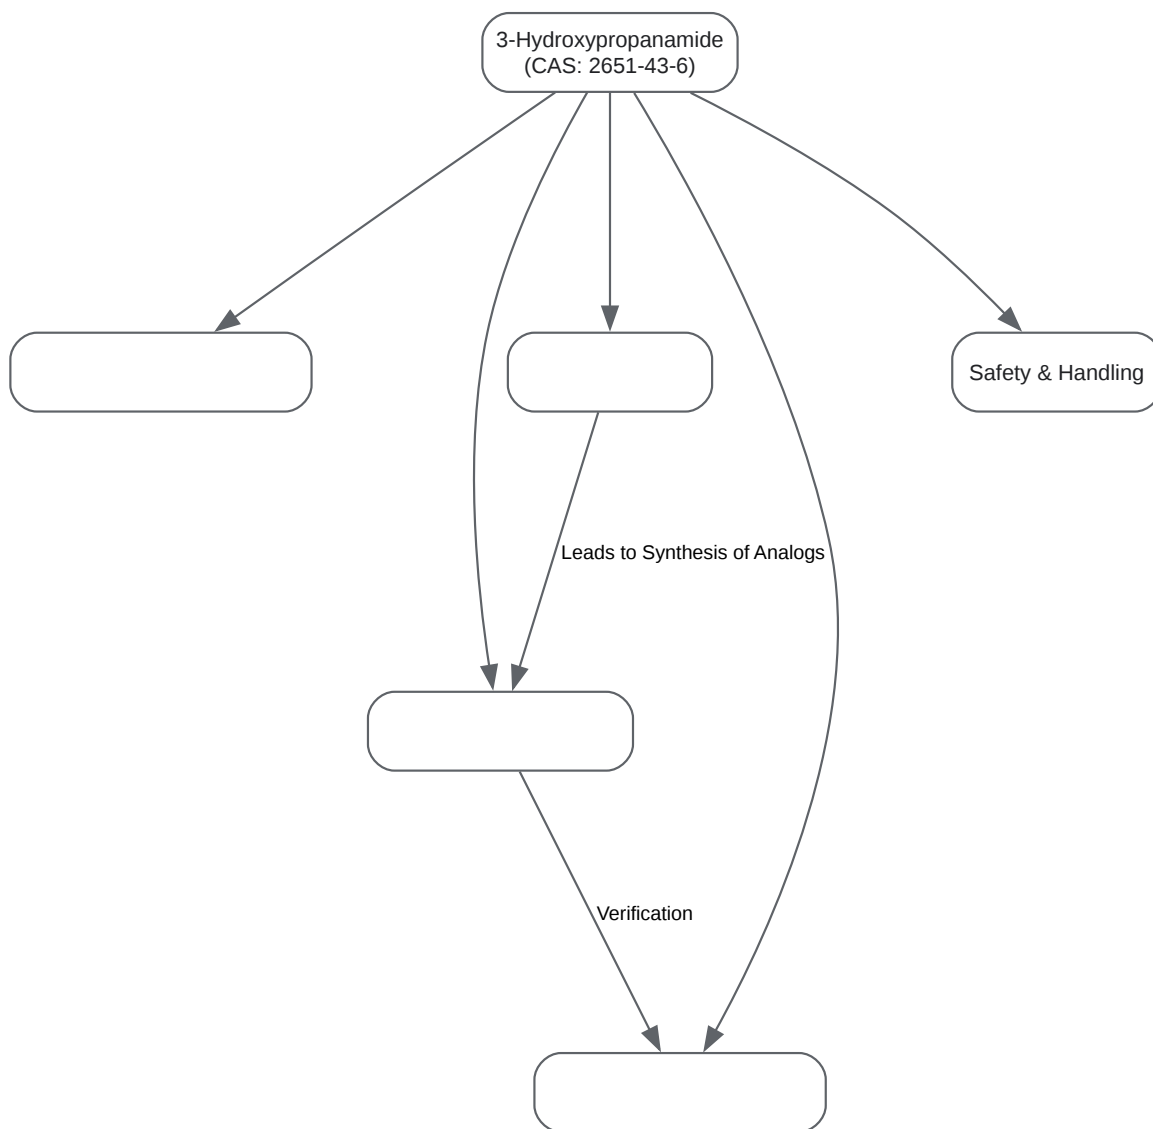 3-Hydroxypropanamide
(CAS: 2651-43-6)
Safety & Handling
Leads to Synthesis of Analogs
Verification